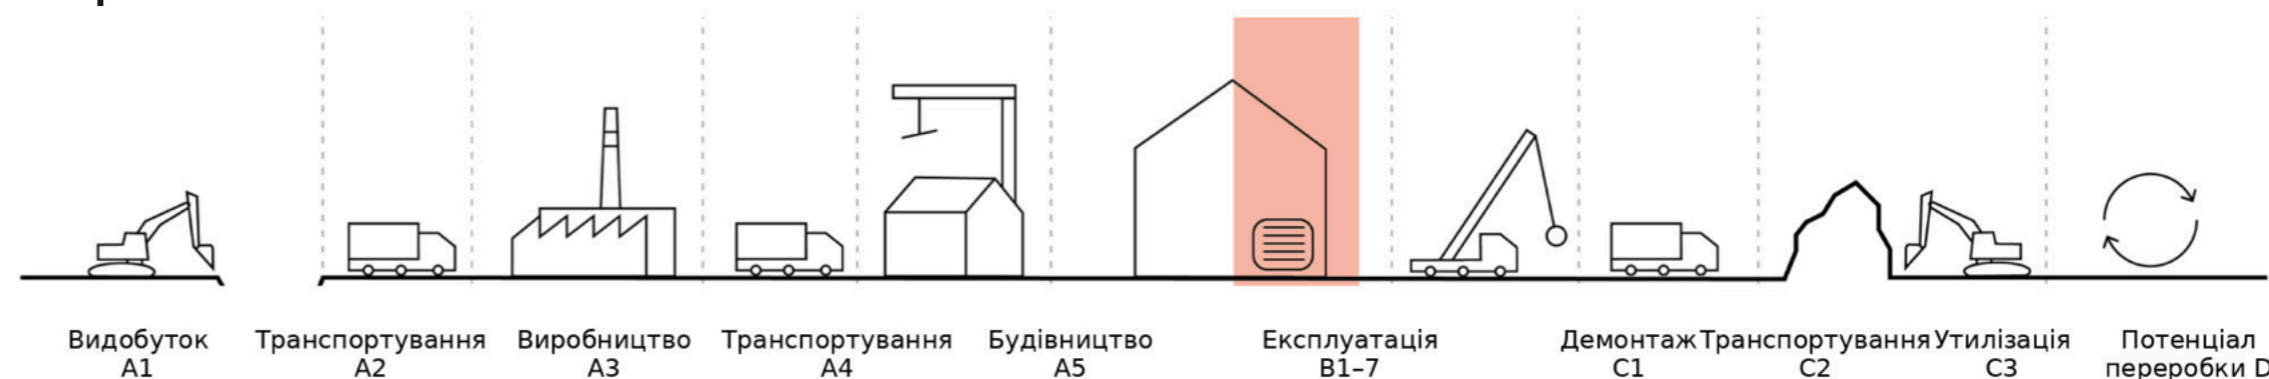 Видобуток
A1
Транспортування
A2
Виробництво
A3
Транспортування
A4
Будівництво
A5
Експлуатація
B1–7
Демонтаж
C1
Транспортування
C2
Утилізація
C3
Потенціал
переробки D